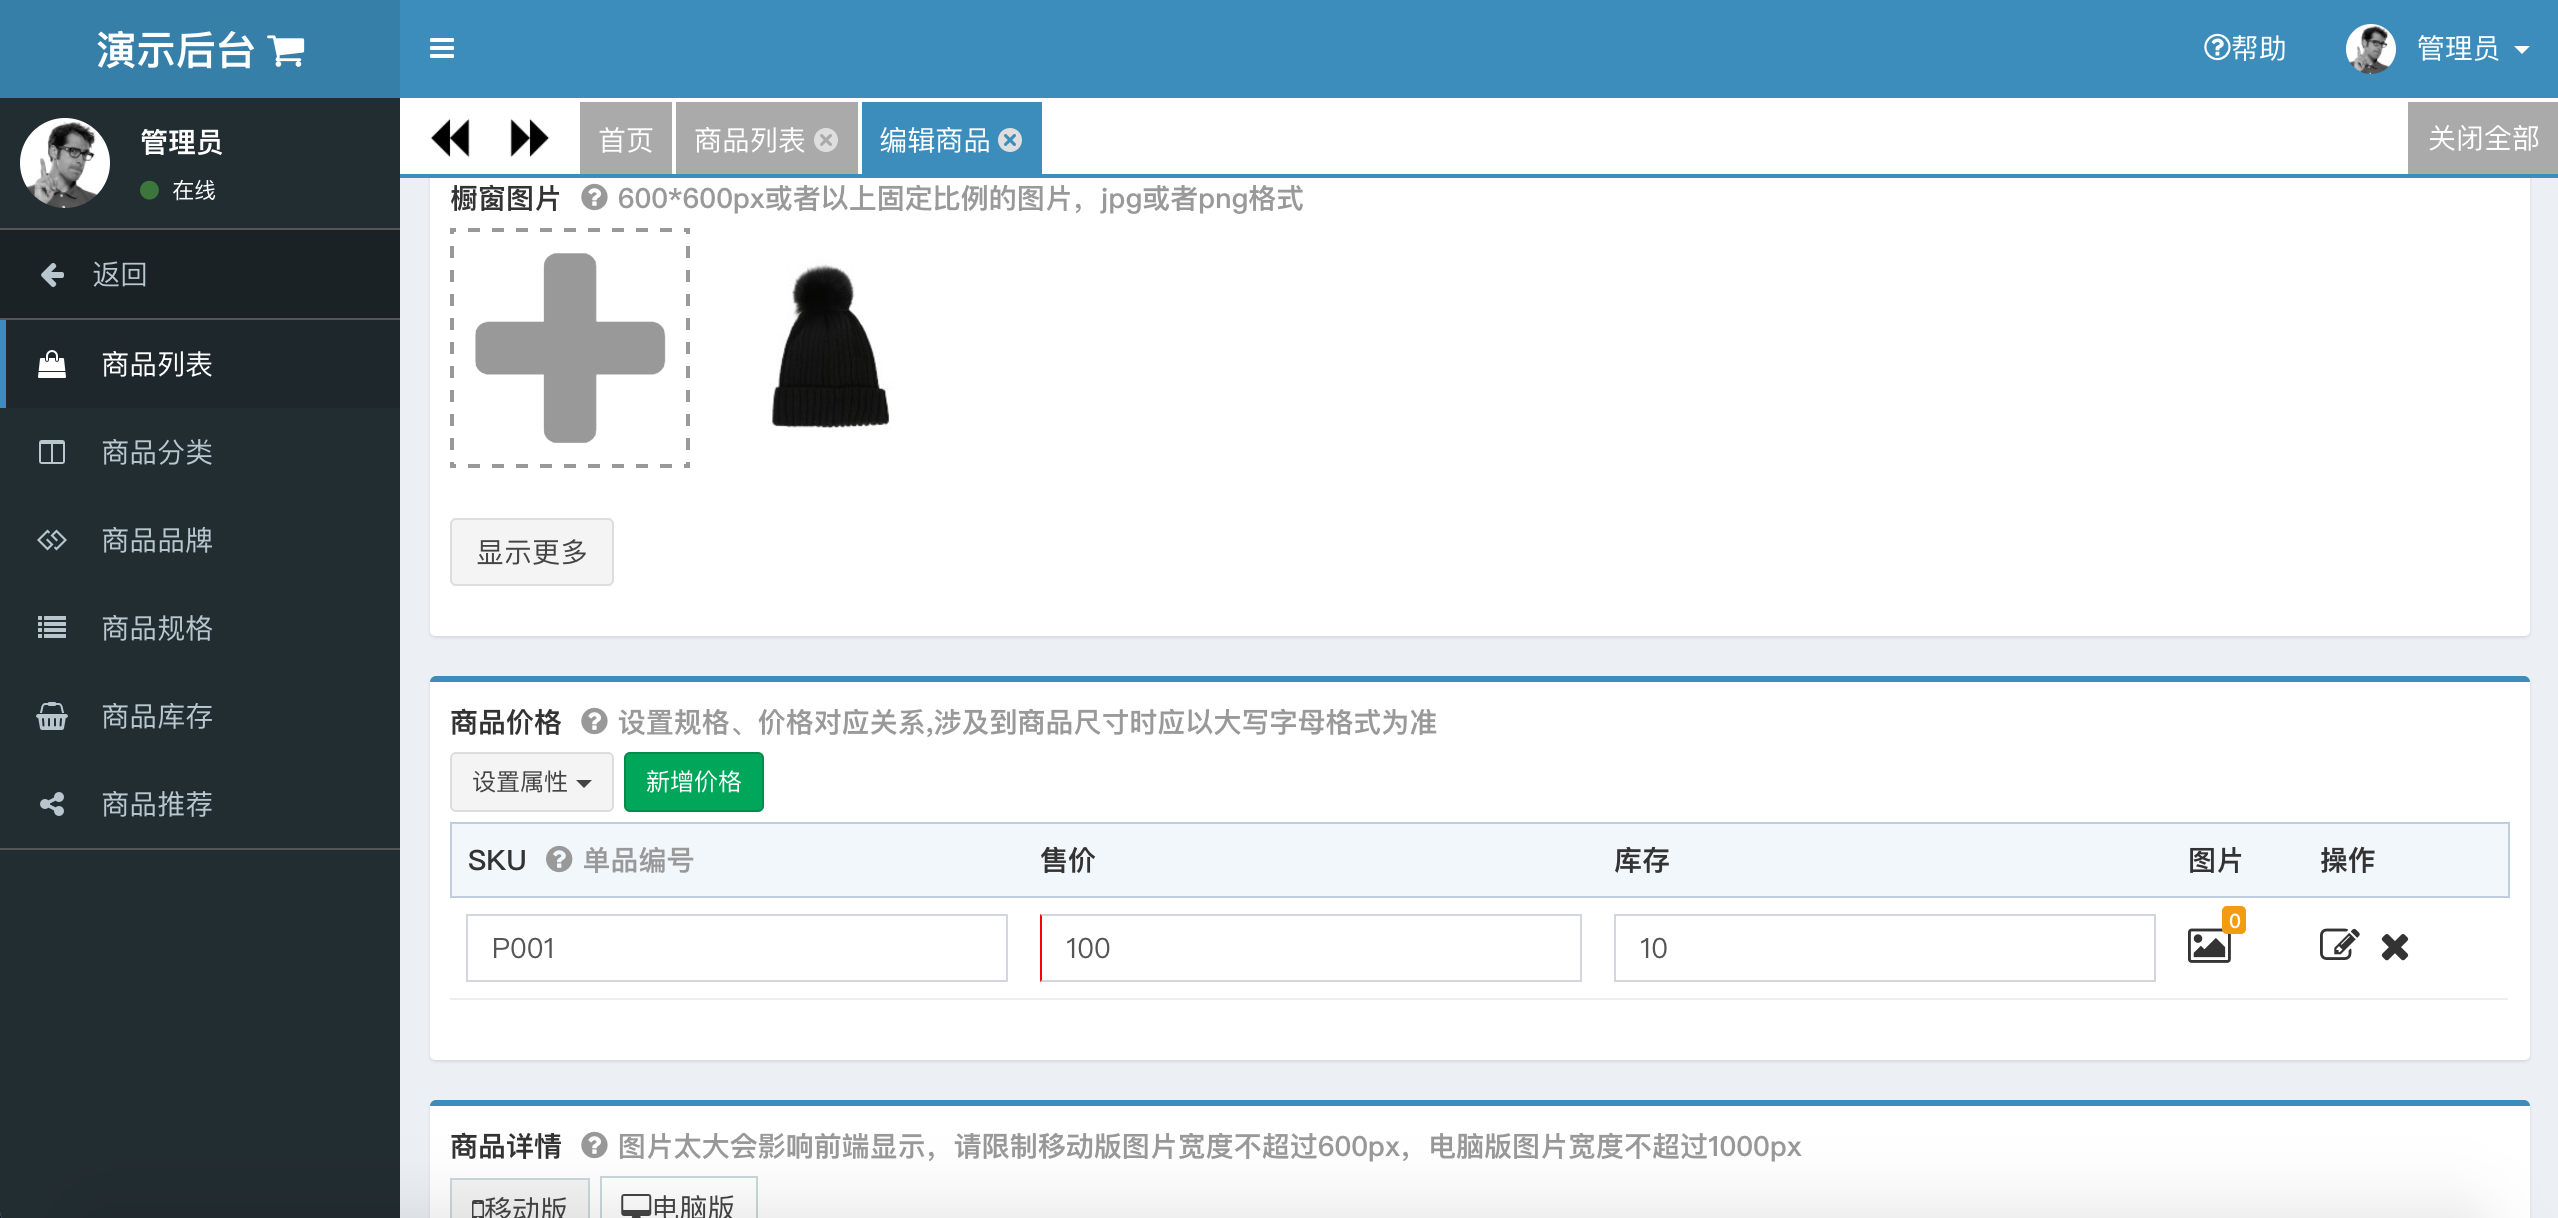 演示后台
帮助
管理员
管理员
在线
首页
商品列表
编辑商品
关闭全部
返回
商品列表
商品分类
商品品牌
商品规格
商品库存
商品推荐
橱窗图片 600*600px或者以上固定比例的图片，jpg或者png格式
显示更多
商品价格 设置规格、价格对应关系,涉及到商品尺寸时应以大写字母格式为准
设置属性 新增价格
SKU 单品编号 售价 库存 图片 操作
P001 100 10 0
商品详情 图片太大会影响前端显示，请限制移动版图片宽度不超过600px，电脑版图片宽度不超过1000px
移动版 电脑版